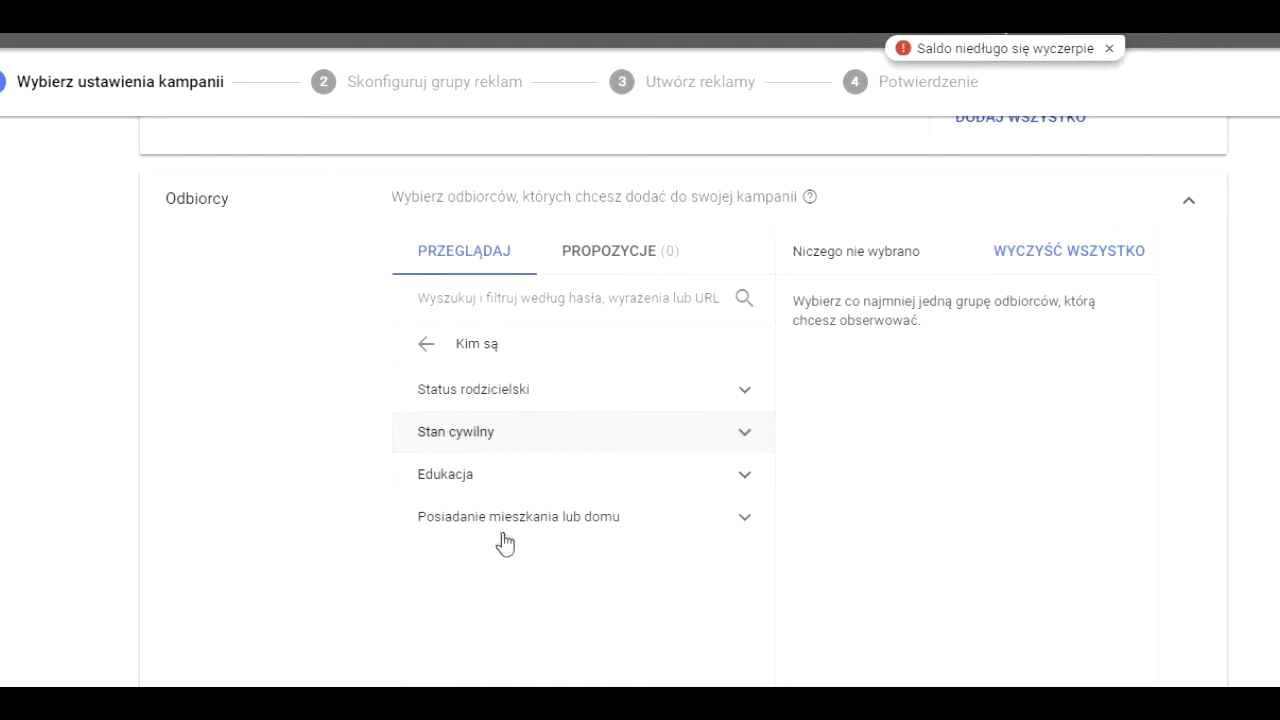 Saldo niedługo się wyczerpie
Wybierz ustawienia kampanii
2 Skonfiguruj grupy reklam
3 Utwórz reklamy
4 Potwierdzenie
DODAJ WSZYSTKO
Odbiorcy
Wybierz odbiorców, których chcesz dodać do swojej kampanii
PRZEGLĄDAJ
PROPOZYCJE (0)
Niczego nie wybrano
WYCZYŚĆ WSZYSTKO
Wyszukuj i filtruj według hasła, wyrażenia lub URL
Wybierz co najmniej jedną grupę odbiorców, którą
chcesz obserwować.
Kim są
Status rodzicielski
Stan cywilny
Edukacja
Posiadanie mieszkania lub domu